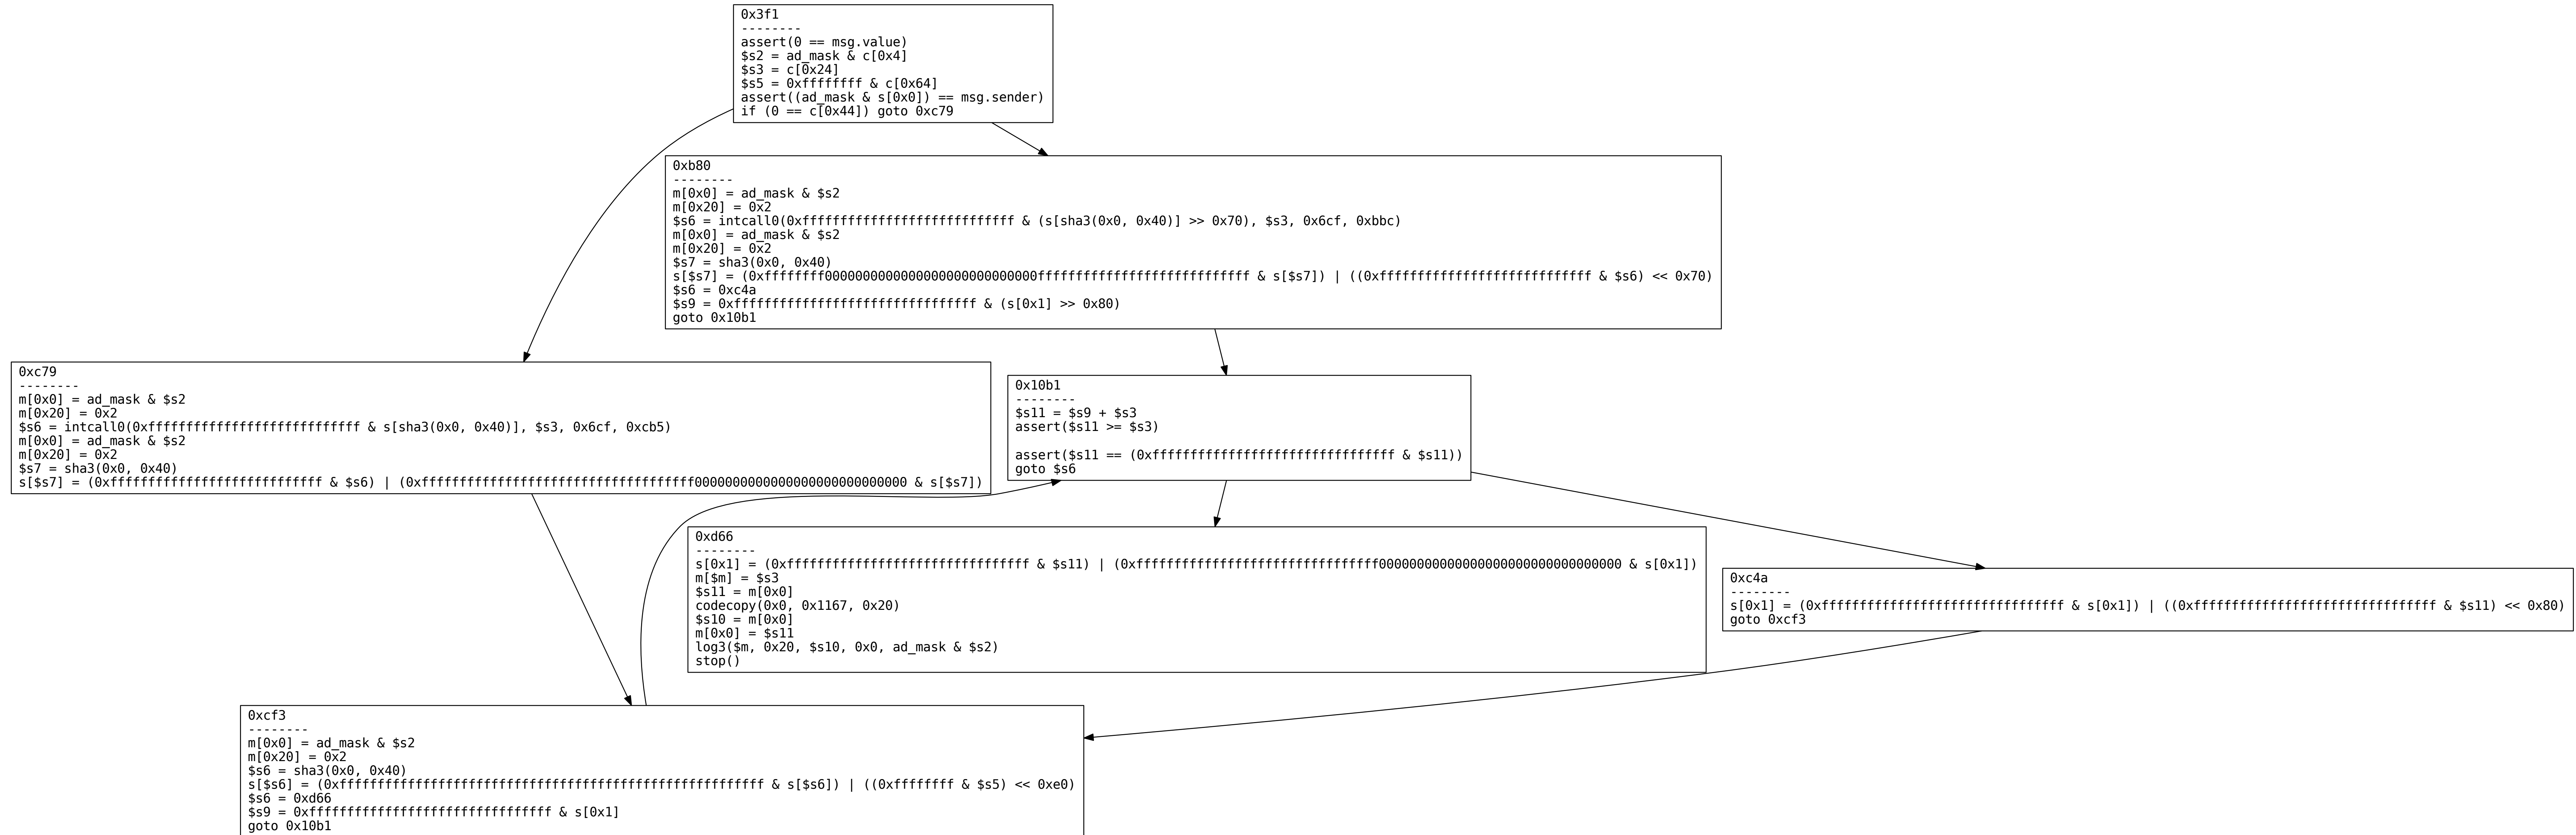 0x3f1
--------
assert(0 == msg.value)
$s2 = ad_mask & c[0x4]
$s3 = c[0x24]
$s5 = 0xffffffff & c[0x64]
assert((ad_mask & s[0x0]) == msg.sender)
if (0 == c[0x44]) goto 0xc79
0xb80
--------
m[0x0] = ad_mask & $s2
m[0x20] = 0x2
$s6 = intcall0(0xffffffffffffffffffffffffffff & (s[sha3(0x0, 0x40)] >> 0x70), $s3, 0x6cf, 0xbbc)
m[0x0] = ad_mask & $s2
m[0x20] = 0x2
$s7 = sha3(0x0, 0x40)
s[$s7] = (0xffffffff0000000000000000000000000000ffffffffffffffffffffffffffff & s[$s7]) | ((0xffffffffffffffffffffffffffff & $s6) << 0x70)
$s6 = 0xc4a
$s9 = 0xffffffffffffffffffffffffffffffff & (s[0x1] >> 0x80)
goto 0x10b1
0xc79
--------
m[0x0] = ad_mask & $s2
m[0x20] = 0x2
$s6 = intcall0(0xffffffffffffffffffffffffffff & s[sha3(0x0, 0x40)], $s3, 0x6cf, 0xcb5)
m[0x0] = ad_mask & $s2
m[0x20] = 0x2
$s7 = sha3(0x0, 0x40)
s[$s7] = (0xffffffffffffffffffffffffffff & $s6) | (0xffffffffffffffffffffffffffffffffffff0000000000000000000000000000 & s[$s7])
0x10b1
--------
$s11 = $s9 + $s3
assert($s11 >= $s3)
assert($s11 == (0xffffffffffffffffffffffffffffffff & $s11))
goto $s6
0xd66
--------
s[0x1] = (0xffffffffffffffffffffffffffffffff & $s11) | (0xffffffffffffffffffffffffffffffff00000000000000000000000000000000 & s[0x1])
m[$m] = $s3
$s11 = m[0x0]
codecopy(0x0, 0x1167, 0x20)
$s10 = m[0x0]
m[0x0] = $s11
log3($m, 0x20, $s10, 0x0, ad_mask & $s2)
stop()
0xc4a
--------
s[0x1] = (0xffffffffffffffffffffffffffffffff & s[0x1]) | ((0xffffffffffffffffffffffffffffffff & $s11) << 0x80)
goto 0xcf3
0xcf3
--------
m[0x0] = ad_mask & $s2
m[0x20] = 0x2
$s6 = sha3(0x0, 0x40)
s[$s6] = (0xffffffffffffffffffffffffffffffffffffffffffffffffffffffff & s[$s6]) | ((0xffffffff & $s5) << 0xe0)
$s6 = 0xd66
$s9 = 0xffffffffffffffffffffffffffffffff & s[0x1]
goto 0x10b1